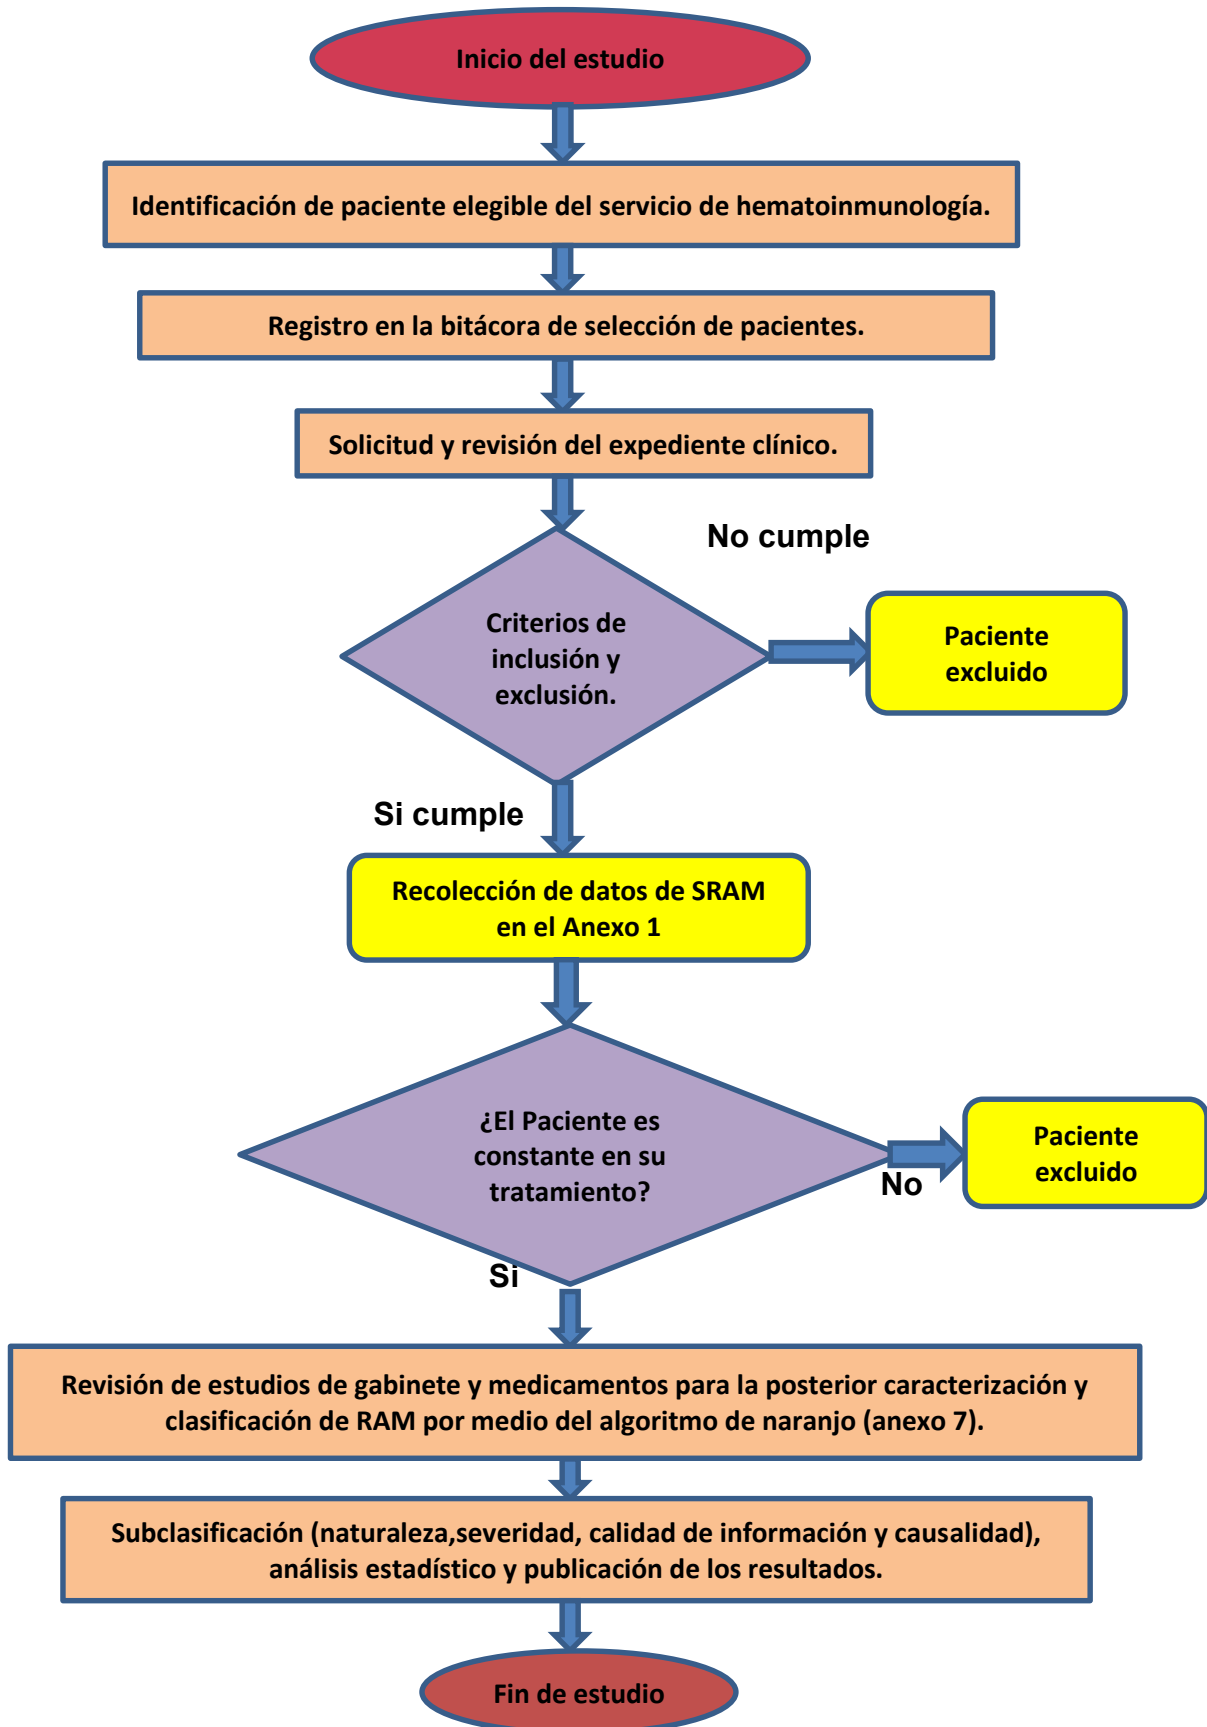 Inicio del estudio
Identificación de paciente elegible del servicio de hematoinmunología.
Registro en la bitácora de selección de pacientes.
Solicitud y revisión del expediente clínico.
No cumple
Criterios de
inclusión y
exclusión.
Paciente
excluido
Si cumple
Recolección de datos de SRAM
en el Anexo 1
¿El Paciente es
constante en su
tratamiento?
Paciente
excluido
No
Si
Revisión de estudios de gabinete y medicamentos para la posterior caracterización y
clasificación de RAM por medio del algoritmo de naranjo (anexo 7).
Subclasificación (naturaleza,severidad, calidad de información y causalidad),
análisis estadístico y publicación de los resultados.
Fin de estudio